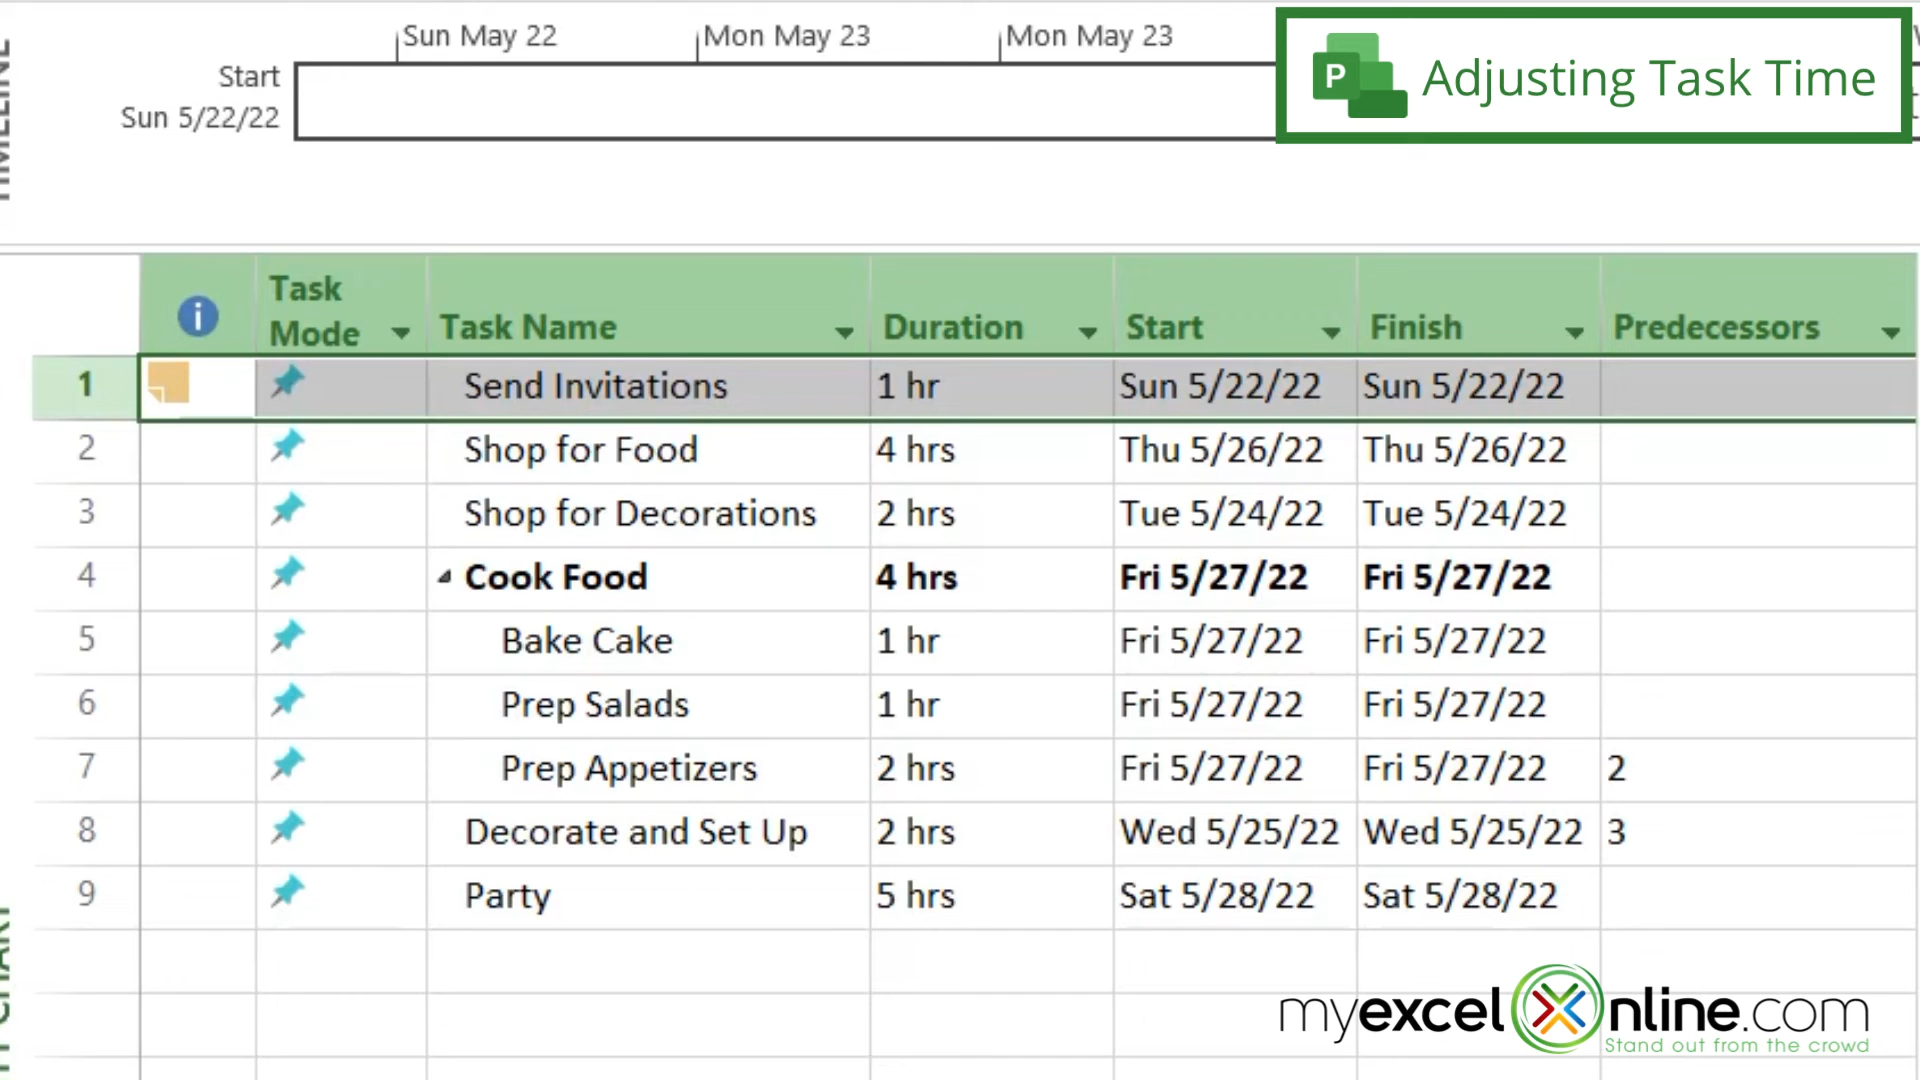 Sun May 22 Mon May 23 Mon May 23
Start
Sun 5/22/22
P Adjusting Task Time
TIMELINE
i Task Mode Task Name Duration Start Finish Predecessors
1 Send Invitations 1 hr Sun 5/22/22 Sun 5/22/22
2 Shop for Food 4 hrs Thu 5/26/22 Thu 5/26/22
3 Shop for Decorations 2 hrs Tue 5/24/22 Tue 5/24/22
4 Cook Food 4 hrs Fri 5/27/22 Fri 5/27/22
5 Bake Cake 1 hr Fri 5/27/22 Fri 5/27/22
6 Prep Salads 1 hr Fri 5/27/22 Fri 5/27/22
7 Prep Appetizers 2 hrs Fri 5/27/22 Fri 5/27/22 2
8 Decorate and Set Up 2 hrs Wed 5/25/22 Wed 5/25/22 3
9 Party 5 hrs Sat 5/28/22 Sat 5/28/22
myexcelOnline.com
Stand out from the crowd